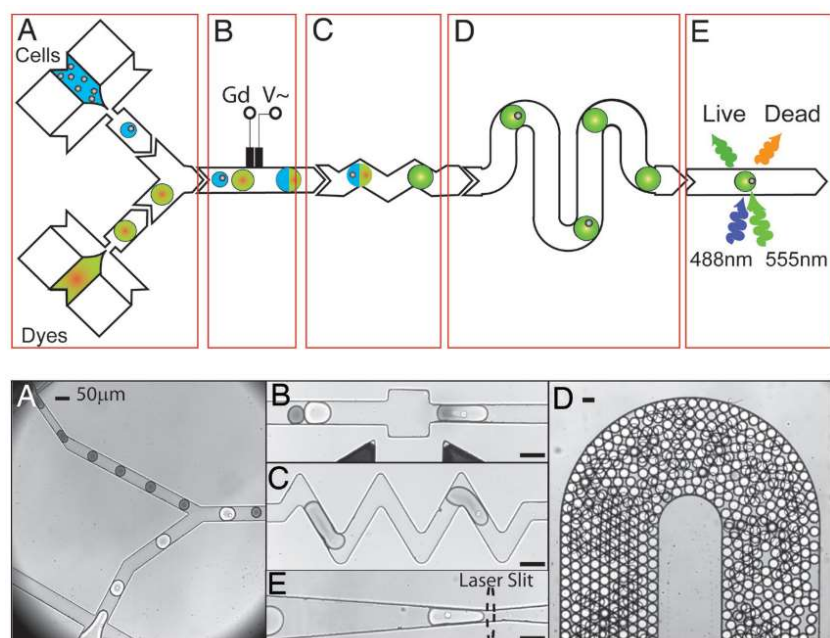 A
B
C
D
E
Cells
Gd
V~
Live
Dead
488nm
555nm
Dyes
A
50μm
B
D
C
E
Laser Slit